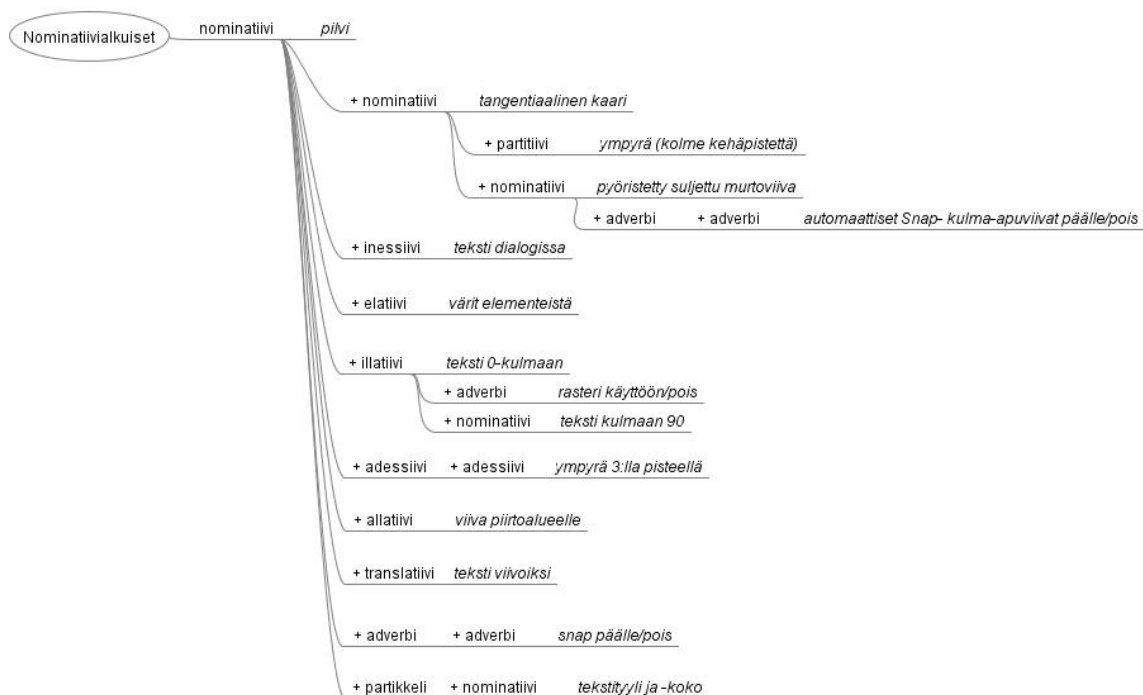 Nominatiivialkuiset nominatiivi pilvi
+ nominatiivi tangentiaalinen kaari
+ partitiivi ympyrä (kolme kehäpistettä)
+ nominatiivi pyöristetty suljettu murtoviiva
+ adverbi + adverbi automaattiset Snap- kulma-apuviivat päälle/pois
+ inessiivi teksti dialogissa
+ elatiivi värit elementeistä
+ illatiivi teksti 0-kulmaan
+ adverbi rasteri käyttöön/pois
+ nominatiivi teksti kulmaan 90
+ adessiivi + adessiivi ympyrä 3:lla pisteellä
+ allatiivi viiva piirtoalueelle
+ translatiivi teksti viivoiksi
+ adverbi + adverbi snap päälle/pois
+ partikkeli + nominatiivi tekstityyli ja -koko